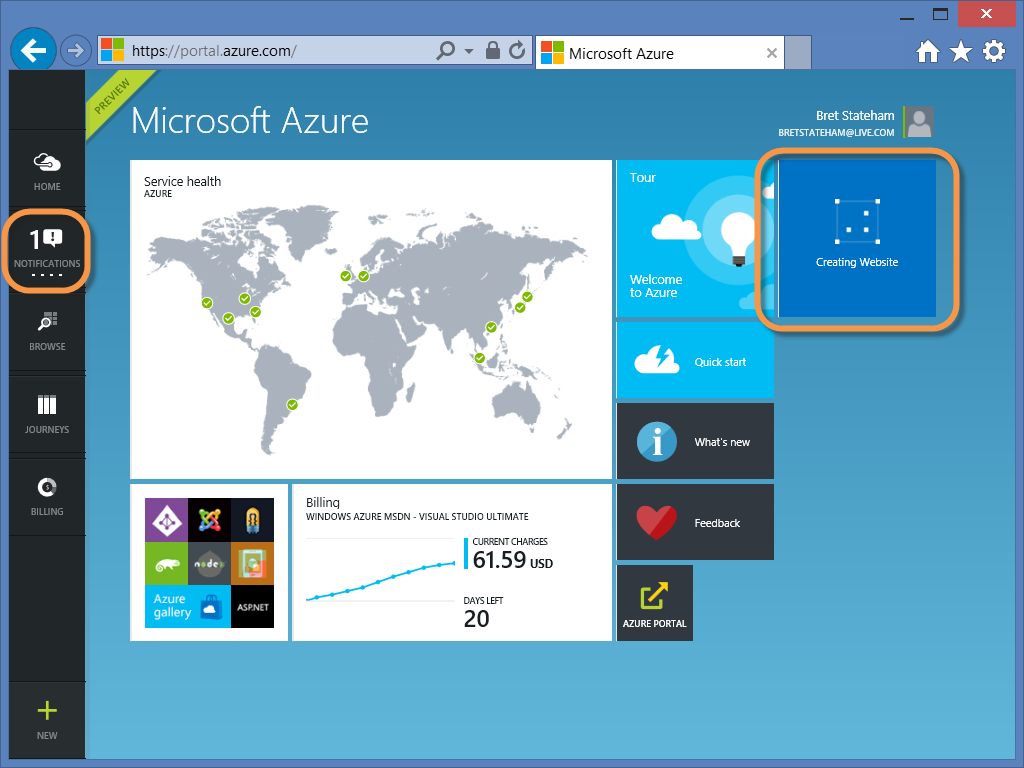 https://portal.azure.com/
Microsoft Azure
PREVIEW
Microsoft Azure
Bret Stateham
BRETSTATEHAM@LIVE.COM
HOME
1
NOTIFICATIONS
BROWSE
JOURNEYS
BILLING
NEW
Service health
AZURE
Tour
Welcome
to Azure
Creating Website
Quick start
What's new
Feedback
AZURE PORTAL
node
Azure
gallery
ASP.NET
Billing
WINDOWS AZURE MSDN - VISUAL STUDIO ULTIMATE
CURRENT CHARGES
61.59 USD
DAYS LEFT
20